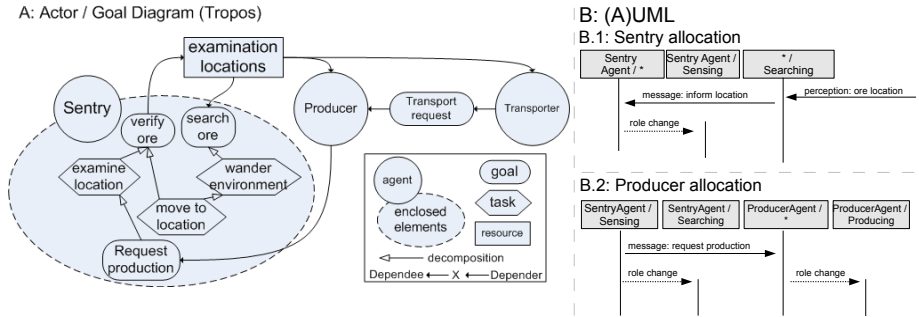 A: Actor / Goal Diagram (Tropos)
examination
locations
Sentry
verify
ore
search
ore
Producer
Transport
request
Transporter
examine
location
wander
environment
move to
location
Request
production
agent
goal
enclosed
elements
task
resource
decomposition
Dependee
X
Depender
B: (A)UML
B.1: Sentry allocation
Sentry
Agent / *
Sentry Agent /
Sensing
* /
Searching
message: inform location
perception: ore location
role change
B.2: Producer allocation
SentryAgent /
Sensing
SentryAgent /
Searching
ProducerAgent /
*
ProducerAgent /
Producing
message: request production
role change
role change